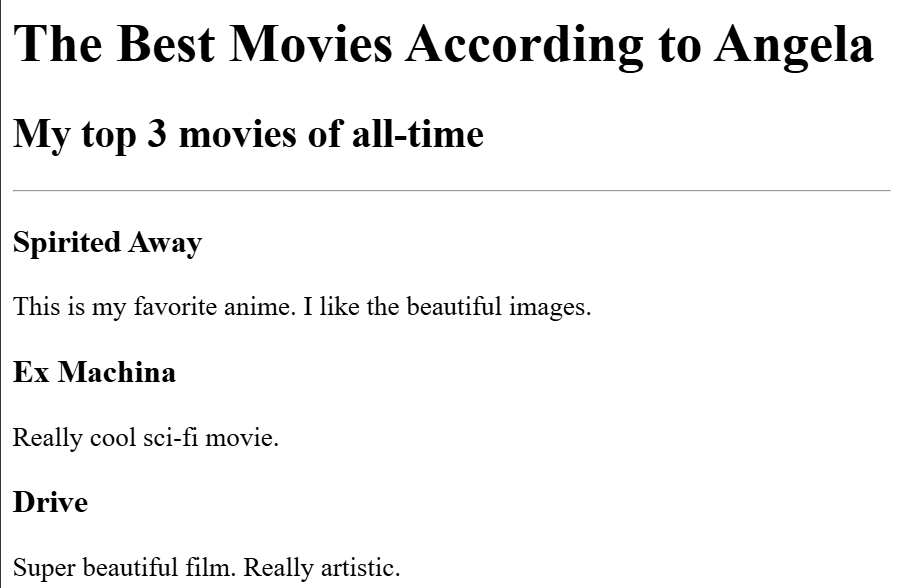 The Best Movies According to Angela
My top 3 movies of all-time
Spirited Away
This is my favorite anime. I like the beautiful images.
Ex Machina
Really cool sci-fi movie.
Drive
Super beautiful film. Really artistic.